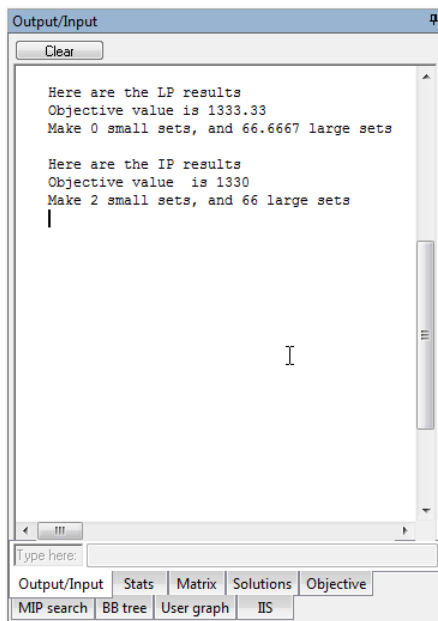 Output/Input
Clear
Here are the LP results
Objective value is 1333.33
Make 0 small sets, and 66.6667 large sets
Here are the IP results
Objective value  is 1330
Make 2 small sets, and 66 large sets
Type here:
Output/Input Stats Matrix Solutions Objective
MIP search BB tree User graph IIS